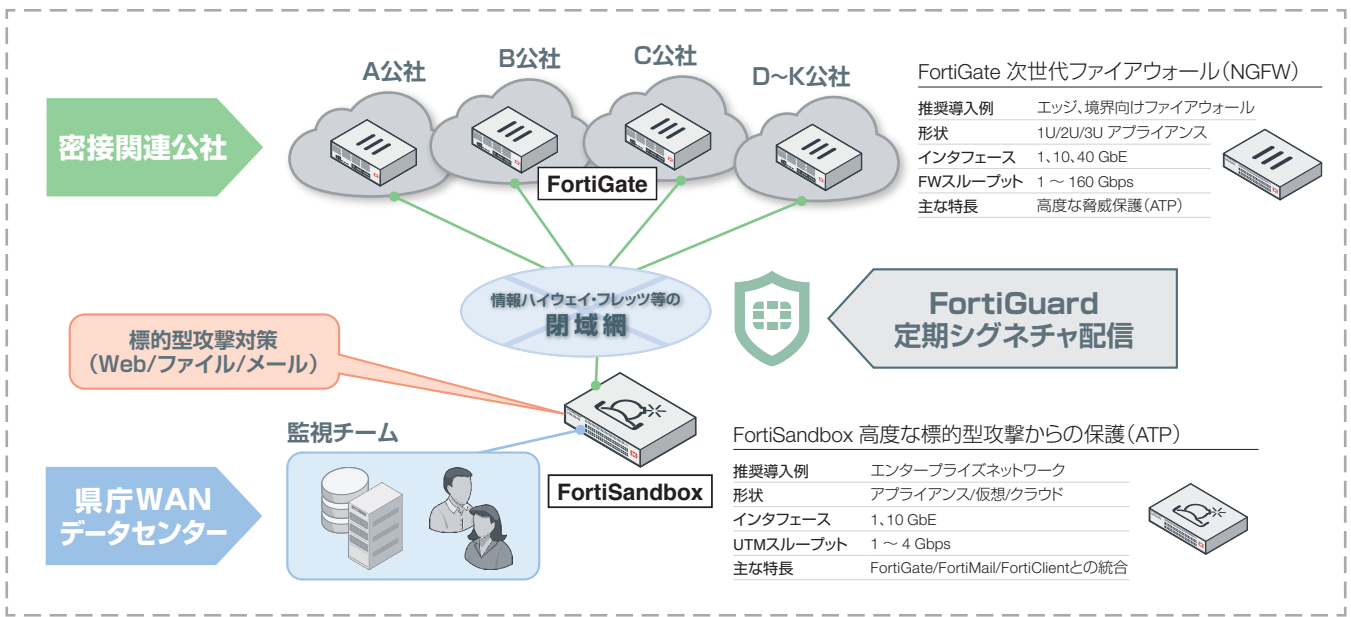 A公社
B公社
C公社
D~K公社
密接関連公社
FortiGate
FortiGate 次世代ファイアウォール(NGFW)
推奨導入例 エッジ、境界向けファイアウォール
形状 1U/2U/3U アプライアンス
インタフェース 1、10、40 GbE
FWスループット 1 ~ 160 Gbps
主な特長 高度な脅威保護(ATP)
情報ハイウェイ・フレッツ等の
閉域網
FortiGuard
定期シグネチャ配信
標的型攻撃対策
(Web/ファイル/メール)
監視チーム
県庁WAN
データセンター
FortiSandbox
FortiSandbox 高度な標的型攻撃からの保護(ATP)
推奨導入例 エンタープライズネットワーク
形状 アプライアンス/仮想/クラウド
インタフェース 1、10 GbE
UTMスループット 1 ~ 4 Gbps
主な特長 FortiGate/FortiMail/FortiClientとの統合